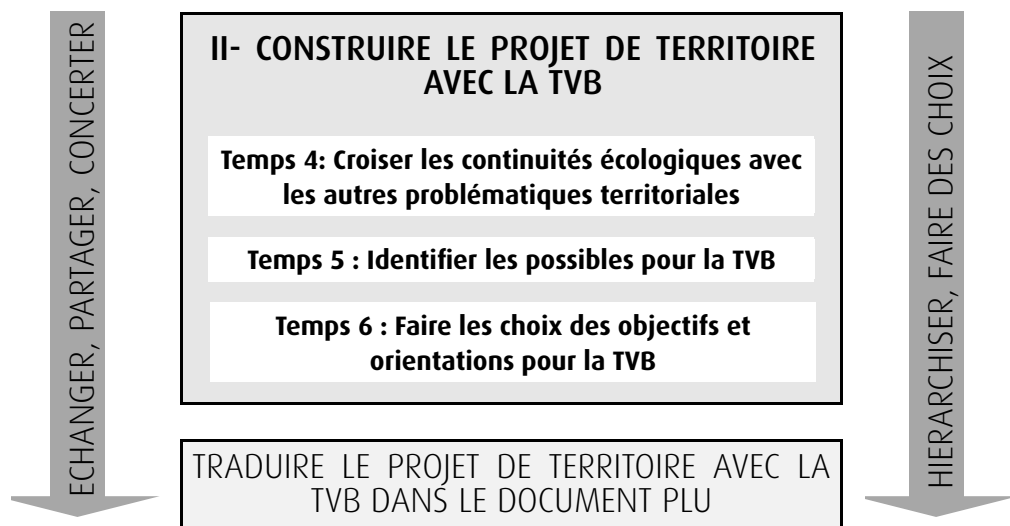 ECHANGER, PARTAGER, CONCERTER
II- CONSTRUIRE LE PROJET DE TERRITOIRE
AVEC LA TVB
Temps 4: Croiser les continuités écologiques avec
les autres problématiques territoriales
Temps 5 : Identifier les possibles pour la TVB
Temps 6 : Faire les choix des objectifs et
orientations pour la TVB
TRADUIRE LE PROJET DE TERRITOIRE AVEC LA
TVB DANS LE DOCUMENT PLU
HIERARCHISER, FAIRE DES CHOIX